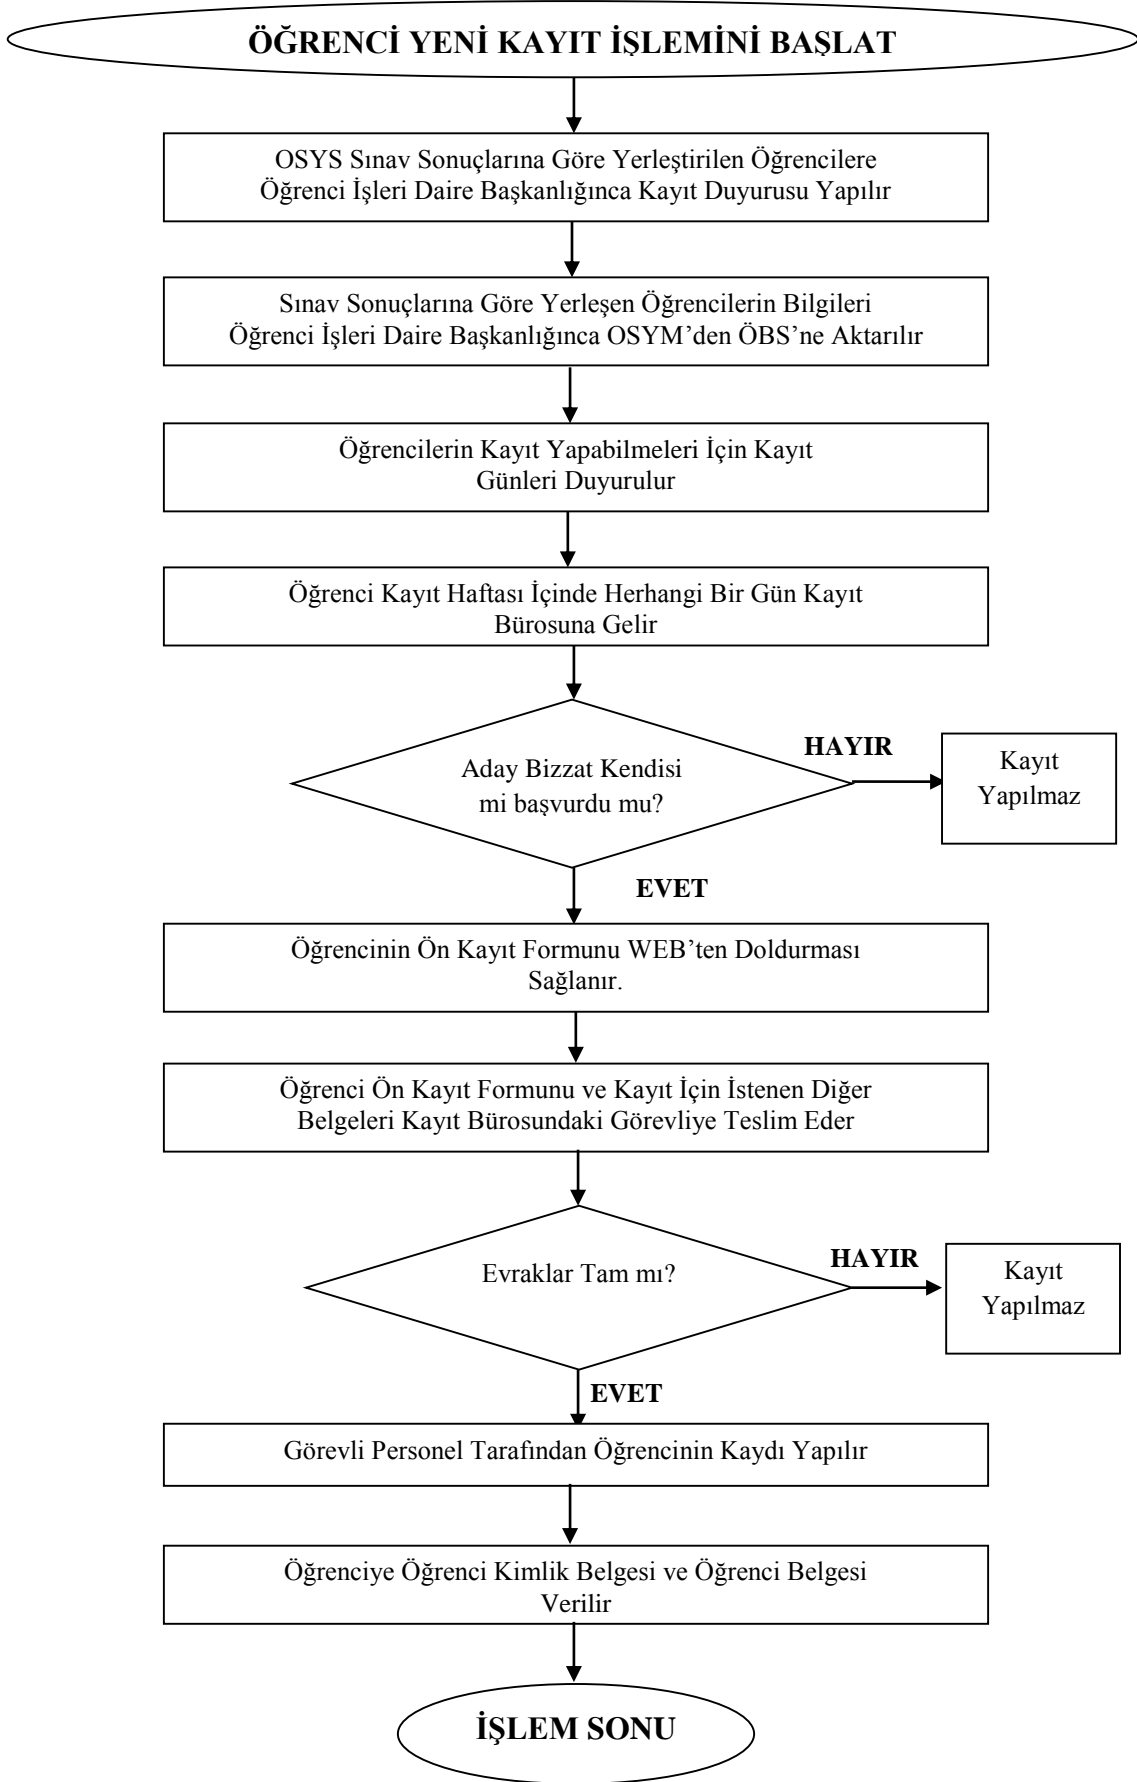 ÖĞRENCİ YENİ KAYIT İŞLEMİNİ BAŞLAT
OSYS Sınav Sonuçlarına Göre Yerleştirilen Öğrencilere
Öğrenci İşleri Daire Başkanlığınca Kayıt Duyurusu Yapılır
Sınav Sonuçlarına Göre Yerleşen Öğrencilerin Bilgileri
Öğrenci İşleri Daire Başkanlığınca OSYM’den ÖBS’ne Aktarılır
Öğrencilerin Kayıt Yapabilmeleri İçin Kayıt
Günleri Duyurulur
Öğrenci Kayıt Haftası İçinde Herhangi Bir Gün Kayıt
Bürosuna Gelir
Aday Bizzat Kendisi
mi başvurdu mu?
HAYIR
Kayıt
Yapılmaz
EVET
Öğrencinin Ön Kayıt Formunu WEB’ten Doldurması
Sağlanır.
Öğrenci Ön Kayıt Formunu ve Kayıt İçin İstenen Diğer
Belgeleri Kayıt Bürosundaki Görevliye Teslim Eder
Evraklar Tam mı?
HAYIR
Kayıt
Yapılmaz
EVET
Görevli Personel Tarafından Öğrencinin Kaydı Yapılır
Öğrenciye Öğrenci Kimlik Belgesi ve Öğrenci Belgesi
Verilir
İŞLEM SONU